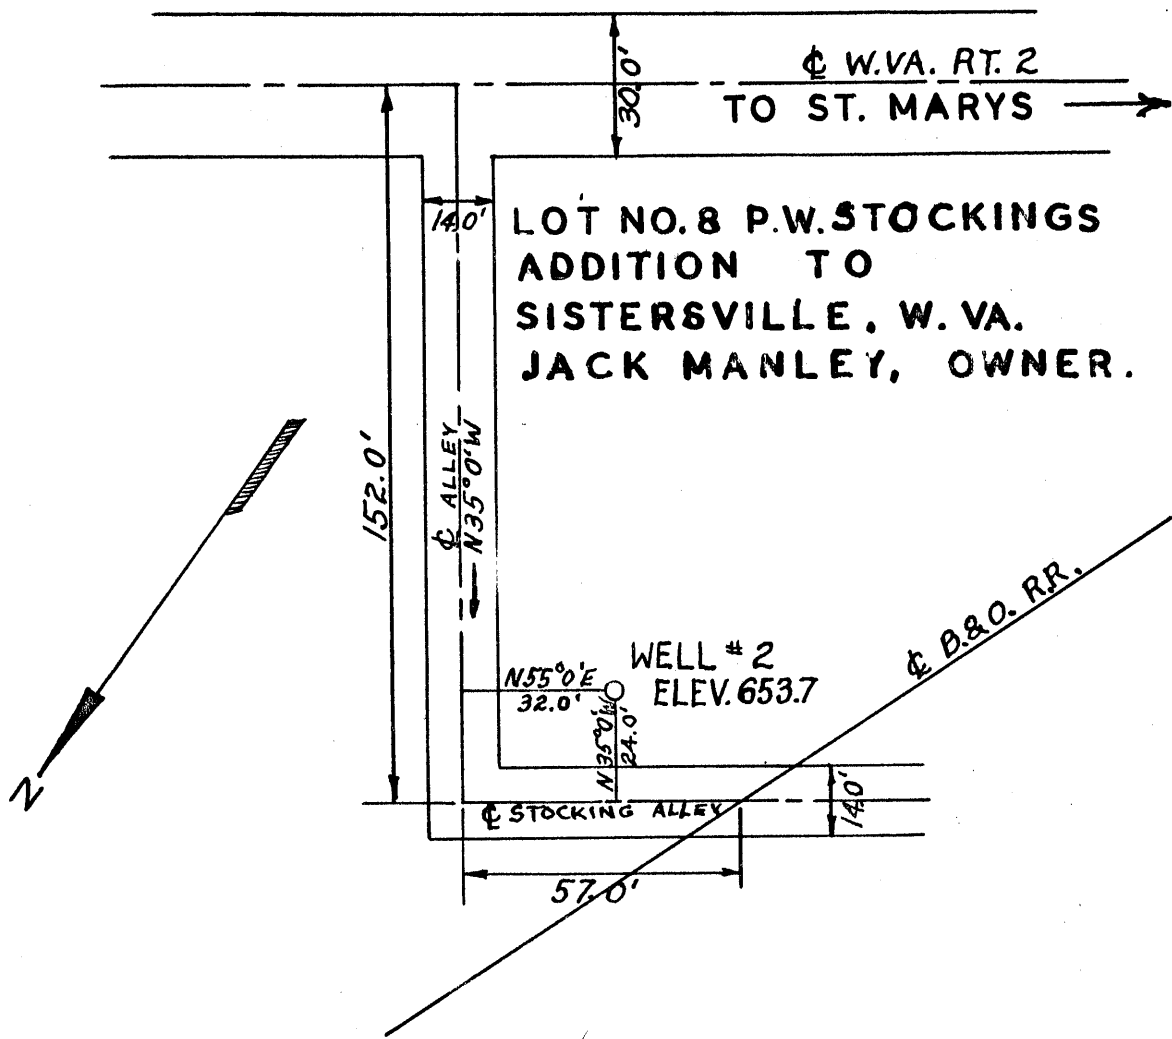 ℄ W.VA. RT. 2
TO ST. MARYS
30.0'
14.0'
LOT NO. 8 P.W. STOCKINGS
ADDITION TO
SISTERSVILLE, W. VA.
JACK MANLEY, OWNER.
152.0'
℄ ALLEY
N35°0'W
℄ B.&O. R.R.
WELL # 2
ELEV. 653.7
N55°0'E
32.0'
N35°0'W
24.0'
N
℄ STOCKING ALLEY
14.0'
57.0'